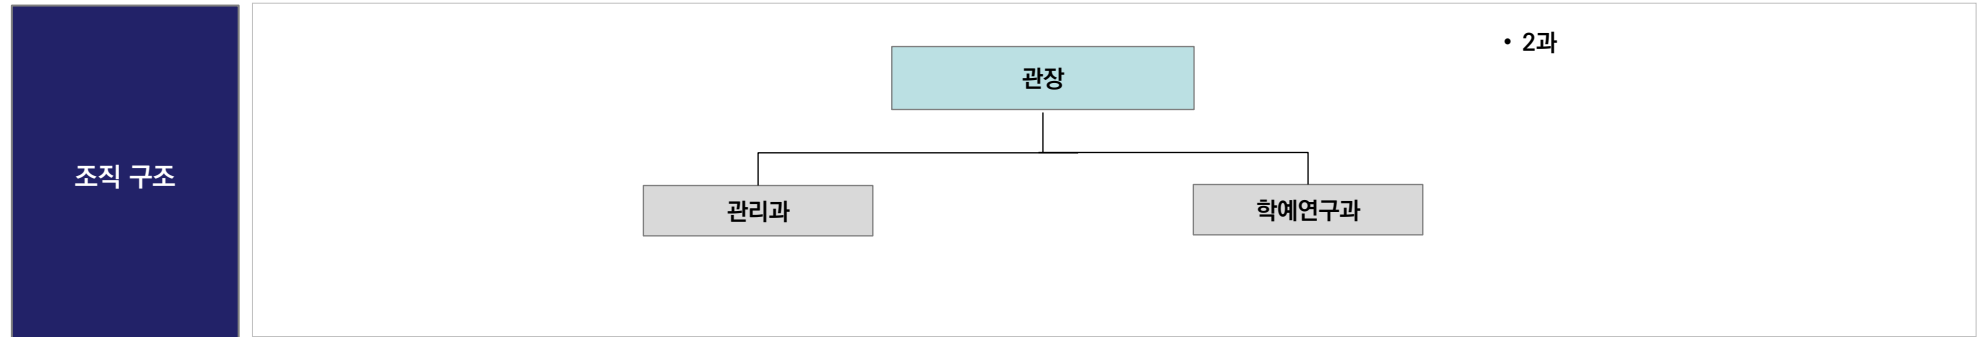 조직 구조
• 2과
관장
관리과
학예연구과